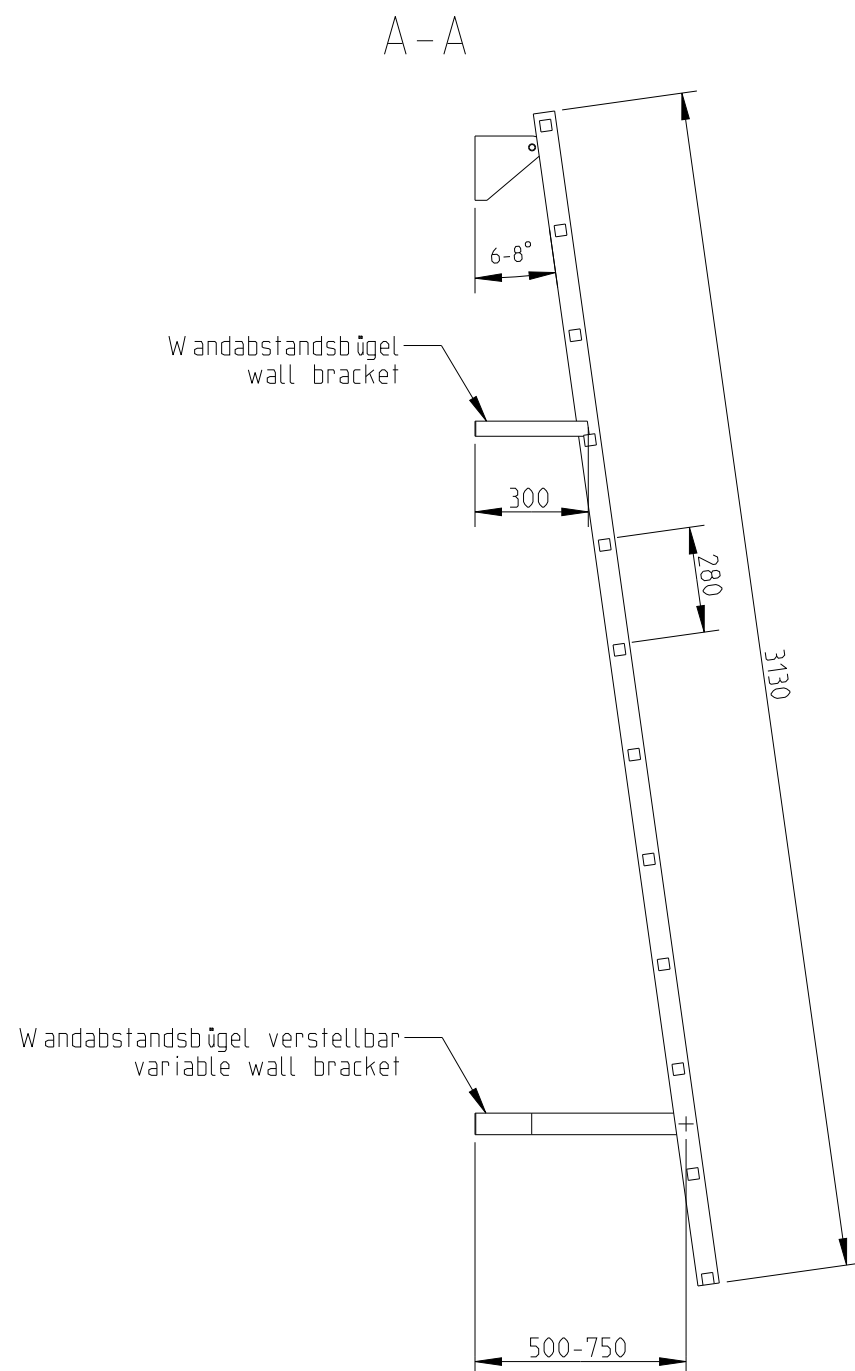 A-A
6-8°
Wandabstandsbügel
wall bracket
300
280
3130
Wandabstandsbügel verstellbar
variable wall bracket
500-750